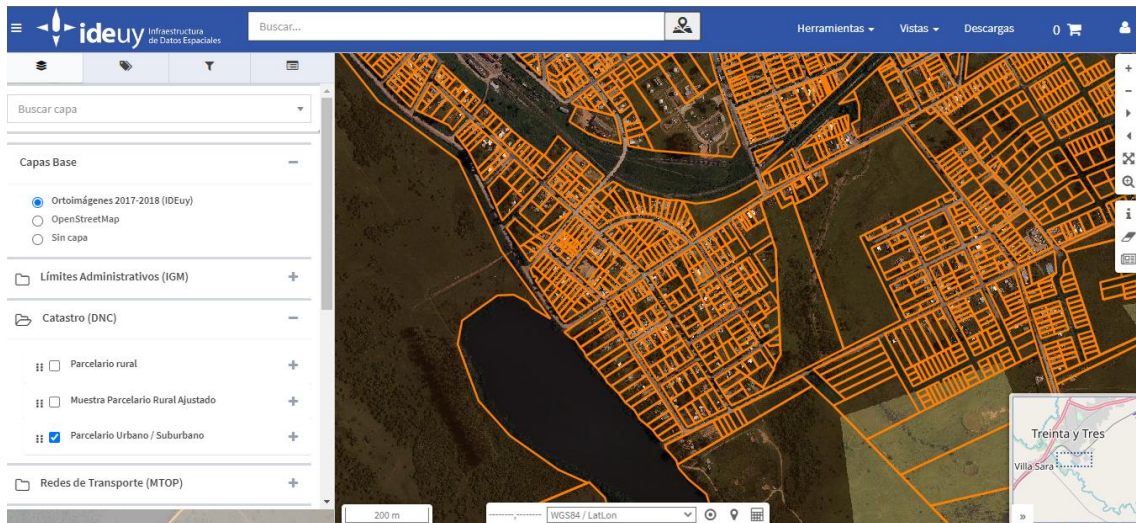 ideuy Infraestructura de Datos Espaciales
Buscar...
Herramientas
Vistas
Descargas
0
Buscar capa
Capas Base
Ortoimágenes 2017-2018 (IDEuy)
OpenStreetMap
Sin capa
Límites Administrativos (IGM)
Catastro (DNC)
Parcelario rural
Muestra Parcelario Rural Ajustado
Parcelario Urbano / Suburbano
Redes de Transporte (MTOP)
Treinta y Tres
Villa Sara
200 m
--------,-------- WGS84 / LatLon
»